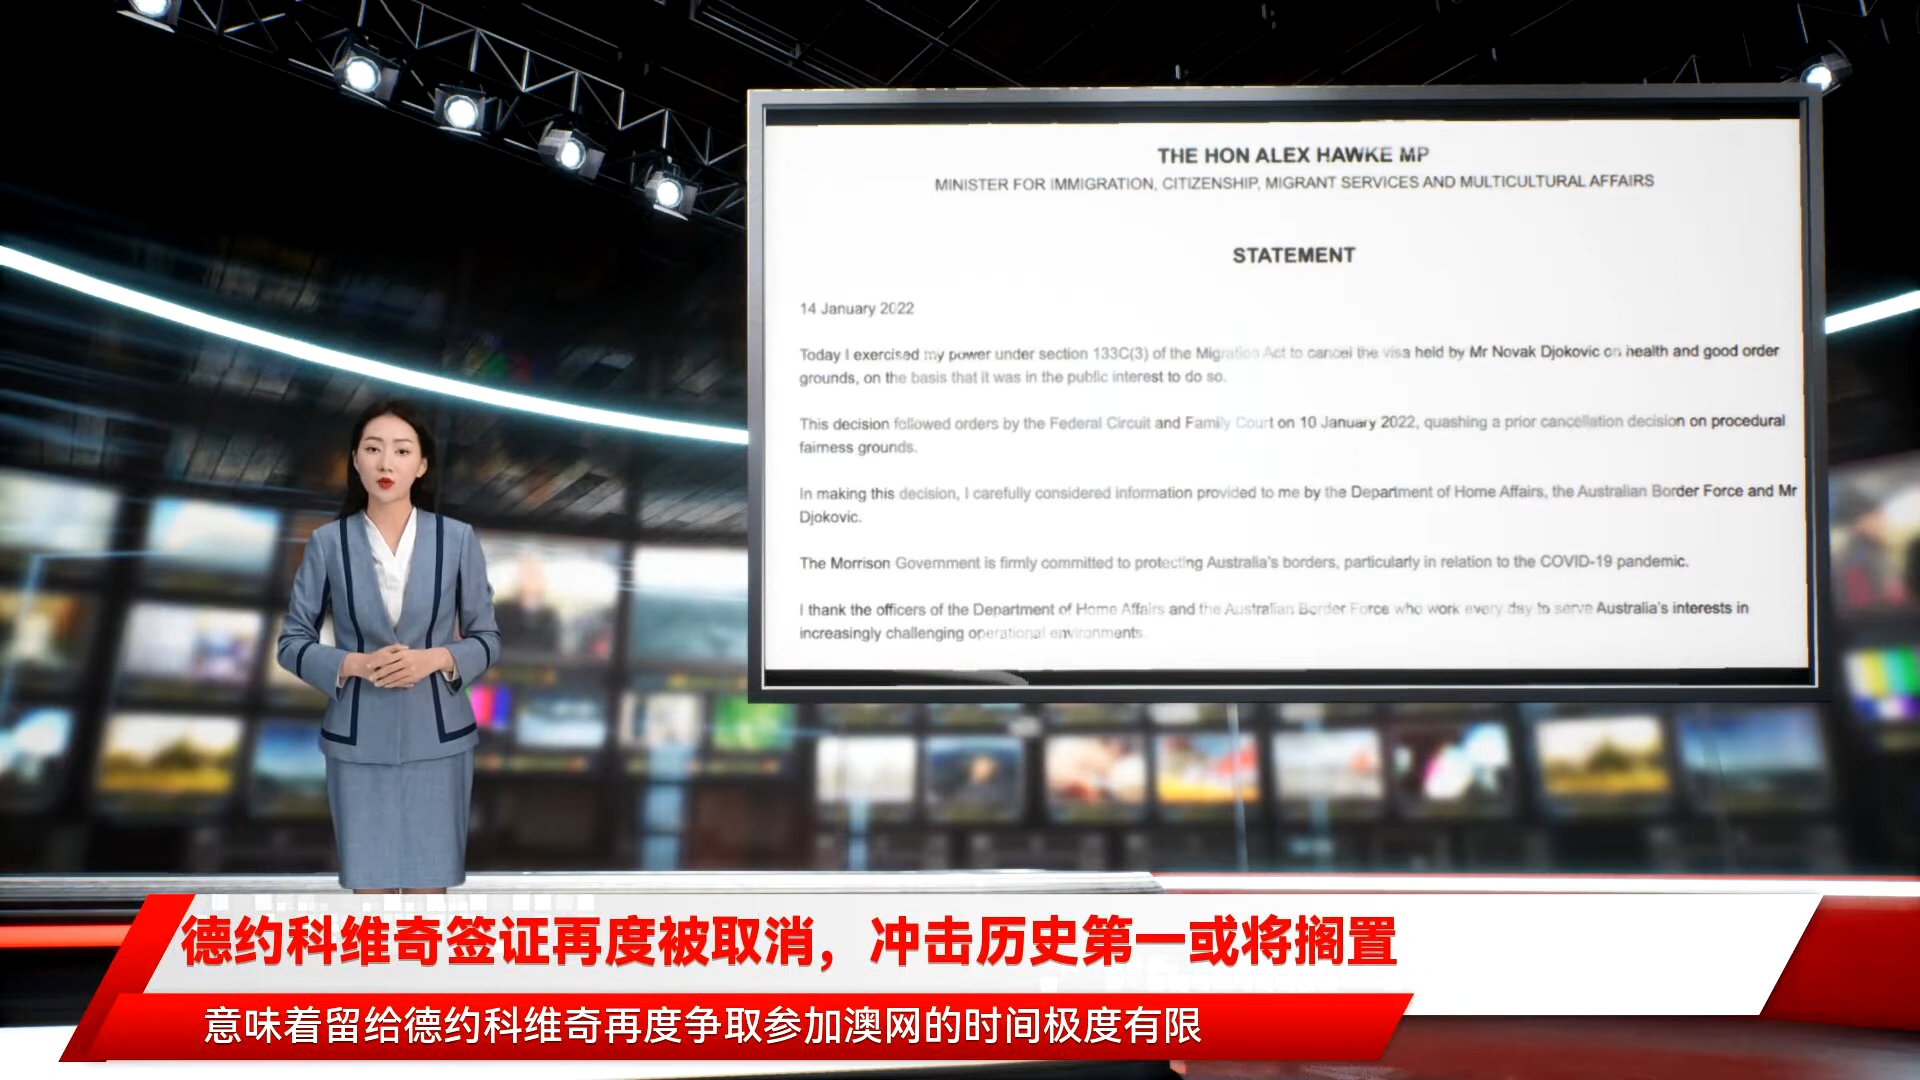 THE HON ALEX HAWKE MP
MINISTER FOR IMMIGRATION, CITIZENSHIP, MIGRANT SERVICES AND MULTICULTURAL AFFAIRS
STATEMENT
14 January 2022
Today I exercised my power under section 133C(3) of the Migration Act to cancel the visa held by Mr Novak Djokovic on health and good order
grounds, on the basis that it was in the public interest to do so.
This decision followed orders by the Federal Circuit and Family Court on 10 January 2022, quashing a prior cancellation decision on procedural
fairness grounds.
In making this decision, I carefully considered information provided to me by the Department of Home Affairs, the Australian Border Force and Mr
Djokovic.
The Morrison Government is firmly committed to protecting Australia's borders, particularly in relation to the COVID-19 pandemic.
I thank the officers of the Department of Home Affairs and the Australian Border Force who work every day to serve Australia's interests in
increasingly challenging operational environments.
德约科维奇签证再度被取消，冲击历史第一或将搁置
意味着留给德约科维奇再度争取参加澳网的时间极度有限